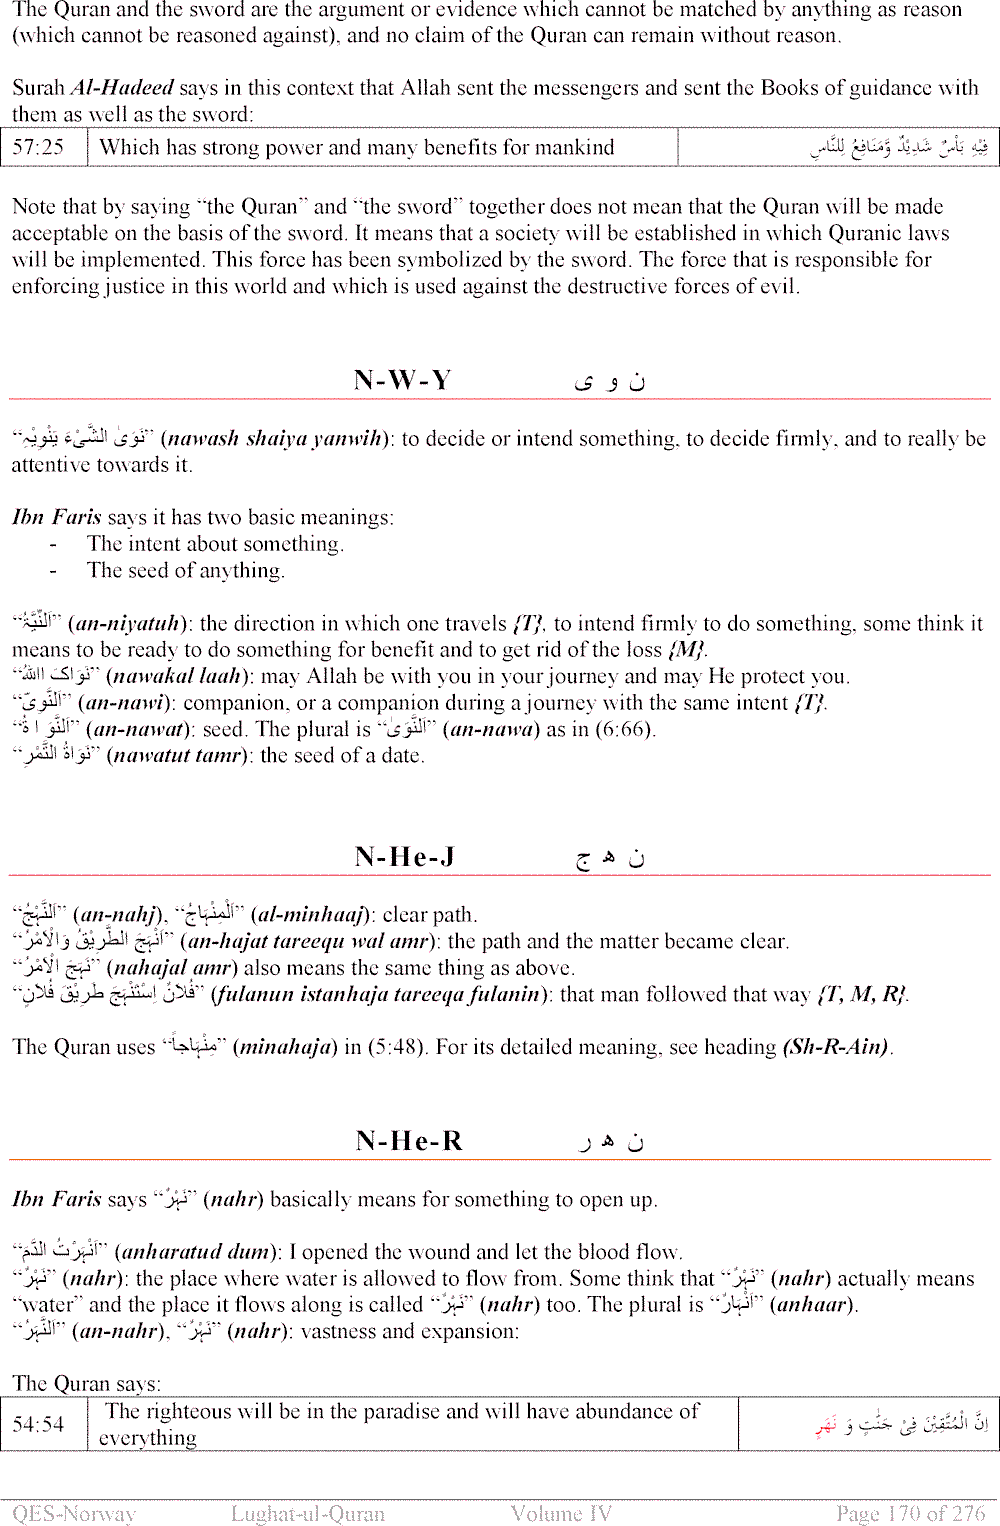 The Quran and the sword are the argument or evidence which cannot be matched by anything as reason
(which cannot be reasoned against), and no claim of the Quran can remain without reason.
Surah Al-Hadeed says in this context that Allah sent the messengers and sent the Books of guidance with
them as well as the sword:
57:25 Which has strong power and many benefits for mankind فِيْهِ بَأْسٌ شَدِيْدٌ وَّمَنَافِعُ لِلنَّاسِ
Note that by saying “the Quran” and “the sword” together does not mean that the Quran will be made
acceptable on the basis of the sword. It means that a society will be established in which Quranic laws
will be implemented. This force has been symbolized by the sword. The force that is responsible for
enforcing justice in this world and which is used against the destructive forces of evil.
N-W-Y ن و ی
“نَوَیٰ الشَّیْءَ یَنْوِیْہِ” (nawash shaiya yanwih): to decide or intend something, to decide firmly, and to really be
attentive towards it.
Ibn Faris says it has two basic meanings:
- The intent about something.
- The seed of anything.
“اَلنِّیَّۃُ” (an-niyatuh): the direction in which one travels {T}, to intend firmly to do something, some think it
means to be ready to do something for benefit and to get rid of the loss {M}.
“نَوَاکَ اللہُ” (nawakal laah): may Allah be with you in your journey and may He protect you.
“اَلنَّوِیُّ” (an-nawi): companion, or a companion during a journey with the same intent {T}.
“اَلنَّوَ ا ۃُ” (an-nawat): seed. The plural is “اَلنَّوَیٰ” (an-nawa) as in (6:66).
“نَوَاۃُ التَّمْرِ” (nawatut tamr): the seed of a date.
N-He-J ن ھ ج
“اَلنَّہْجُ” (an-nahj), “اَلْمِنْہَاجُ” (al-minhaaj): clear path.
“اَنْہَجَ الطَّرِیْقُ وَالْاَمْرُ” (an-hajat tareequ wal amr): the path and the matter became clear.
“نَہَجَ الْاَمْرُ” (nahajal amr) also means the same thing as above.
“فُلَانٌ اِسْتَنْہَجَ طَرِیْقَ فُلَانٍ” (fulanun istanhaja tareeqa fulanin): that man followed that way {T, M, R}.
The Quran uses “مِنْہَاجاً” (minahaja) in (5:48). For its detailed meaning, see heading (Sh-R-Ain).
N-He-R ن ھ ر
Ibn Faris says “نَہْرٌ” (nahr) basically means for something to open up.
“اَنْہَرْتُ الدَّمَ” (anharatud dum): I opened the wound and let the blood flow.
“نَہْرٌ” (nahr): the place where water is allowed to flow from. Some think that “نَہْرٌ” (nahr) actually means
“water” and the place it flows along is called “نَہْرٌ” (nahr) too. The plural is “اَنْہَارٌ” (anhaar).
“اَلنَّہَرُ” (an-nahr), “نَہْرٌ” (nahr): vastness and expansion:
The Quran says:
54:54 The righteous will be in the paradise and will have abundance of
everything اِنَّ الْمُتَّقِيْنَ فِیْ جَنّٰتٍ وَ نَهَرٍ
QES-Norway Lughat-ul-Quran Volume IV Page 170 of 276